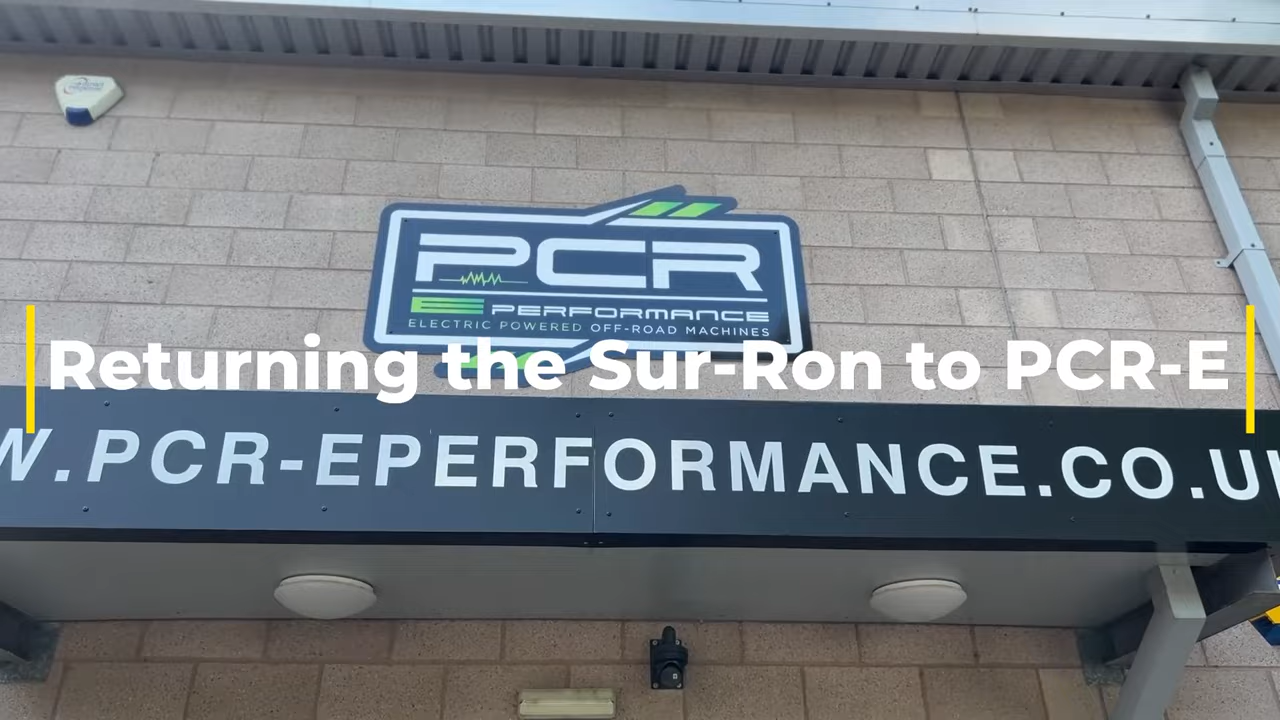 PCR
E PERFORMANCE
ELECTRIC POWERED OFF-ROAD MACHINES
Returning the Sur-Ron to PCR-E
W.PCR-EPERFORMANCE.CO.U